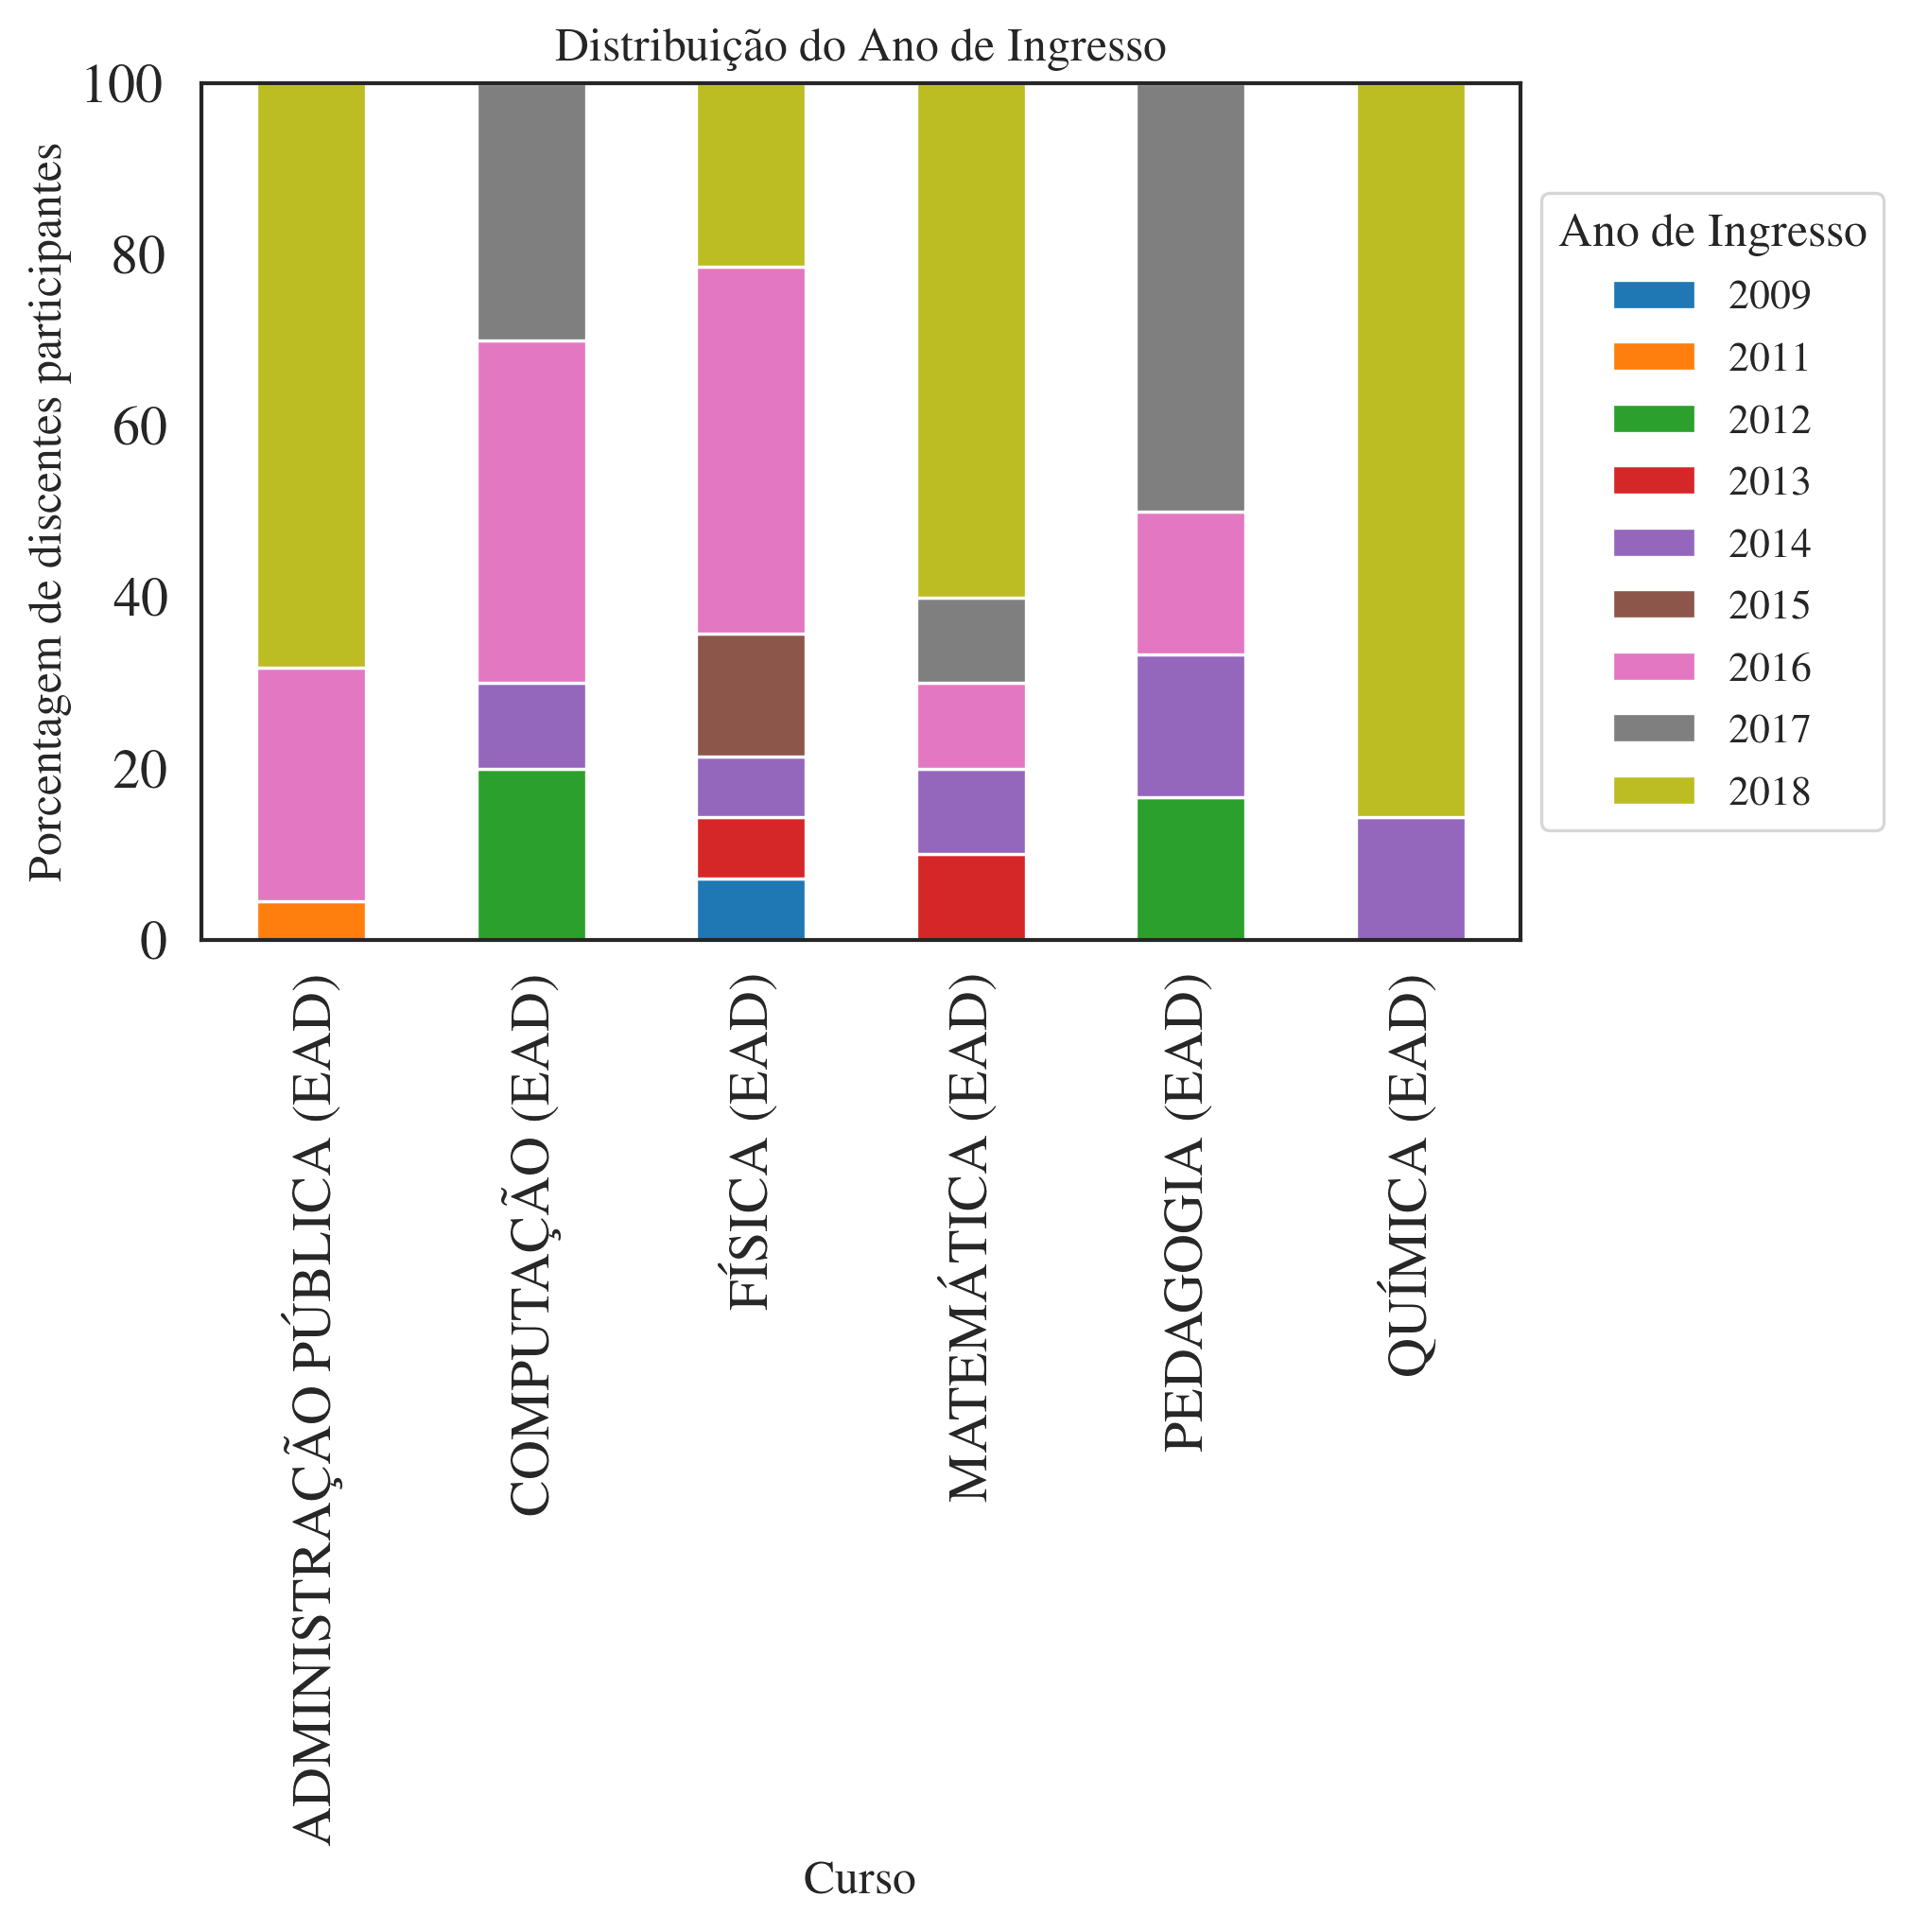 Distribuição do Ano de Ingresso
Porcentagem de discentes participantes
100
80
60
40
20
0
Ano de Ingresso
2009
2011
2012
2013
2014
2015
2016
2017
2018
ADMINISTRAÇÃO PÚBLICA (EAD)
COMPUTAÇÃO (EAD)
FÍSICA (EAD)
MATEMÁTICA (EAD)
PEDAGOGIA (EAD)
QUÍMICA (EAD)
Curso